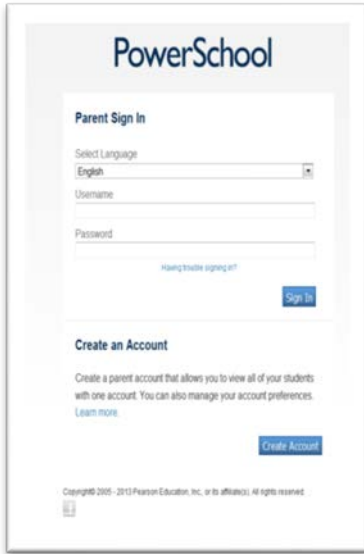 PowerSchool
Parent Sign In
Select Language
English
Username
Password
Having trouble signing in?
Sign In
Create an Account
Create a parent account that allows you to view all of your students
with one account. You can also manage your account preferences.
Learn more.
Create Account
Copyright© 2005 - 2013 Pearson Education, Inc., or its affiliate(s). All rights reserved.